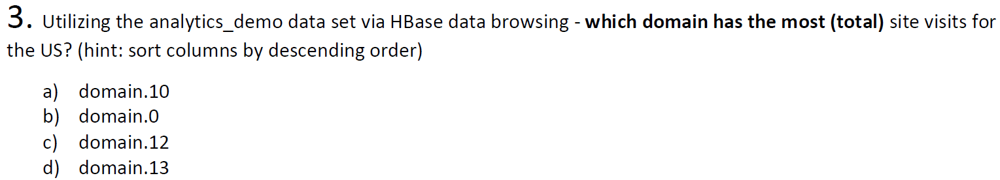 3. Utilizing the analytics_demo data set via HBase data browsing - which domain has the most (total) site visits for
the US? (hint: sort columns by descending order)
a) domain.10
b) domain.0
c) domain.12
d) domain.13